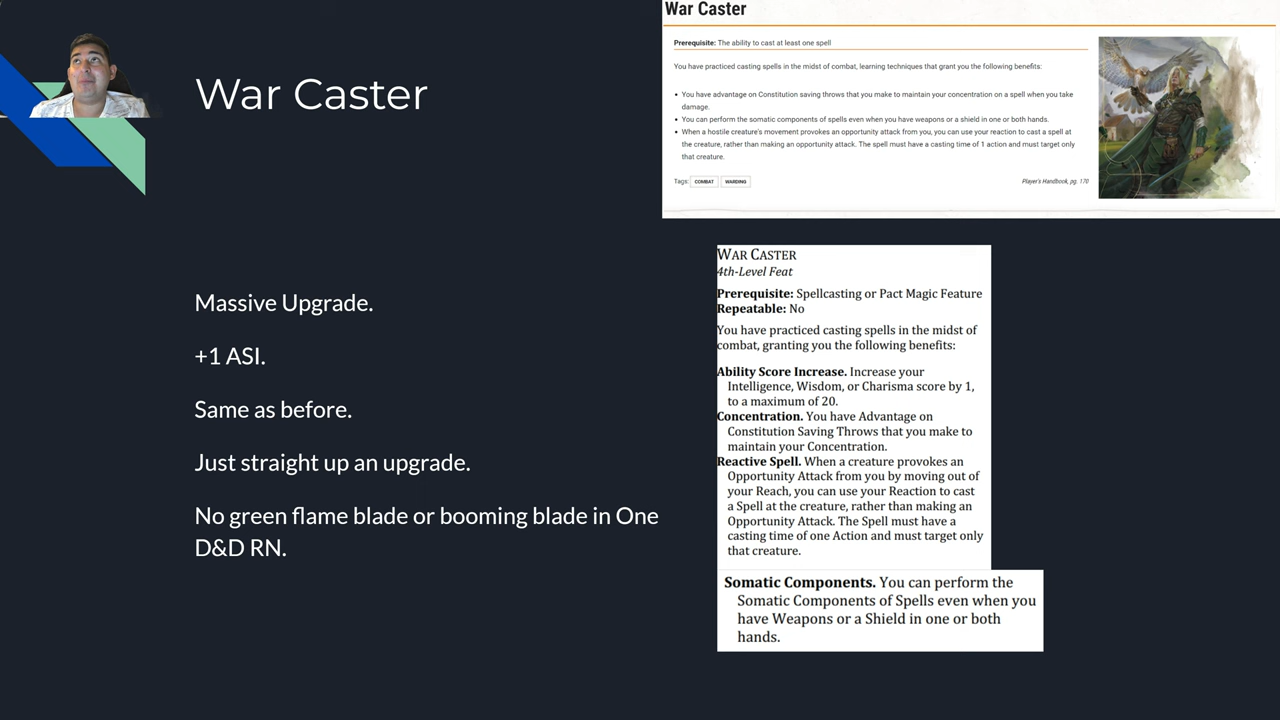 War Caster
Massive Upgrade.
+1 ASI.
Same as before.
Just straight up an upgrade.
No green flame blade or booming blade in One
D&D RN.
War Caster
Prerequisite: The ability to cast at least one spell
You have practiced casting spells in the midst of combat, learning techniques that grant you the following benefits:
• You have advantage on Constitution saving throws that you make to maintain your concentration on a spell when you take
damage.
• You can perform the somatic components of spells even when you have weapons or a shield in one or both hands.
• When a hostile creature's movement provokes an opportunity attack from you, you can use your reaction to cast a spell at
the creature, rather than making an opportunity attack. The spell must have a casting time of 1 action and must target only
that creature.
Tags: COMBAT WARDING
Player's Handbook, pg. 170
WAR CASTER
4th-Level Feat
Prerequisite: Spellcasting or Pact Magic Feature
Repeatable: No
You have practiced casting spells in the midst of
combat, granting you the following benefits:
Ability Score Increase. Increase your
Intelligence, Wisdom, or Charisma score by 1,
to a maximum of 20.
Concentration. You have Advantage on
Constitution Saving Throws that you make to
maintain your Concentration.
Reactive Spell. When a creature provokes an
Opportunity Attack from you by moving out of
your Reach, you can use your Reaction to cast
a Spell at the creature, rather than making an
Opportunity Attack. The Spell must have a
casting time of one Action and must target only
that creature.
Somatic Components. You can perform the
Somatic Components of Spells even when you
have Weapons or a Shield in one or both
hands.